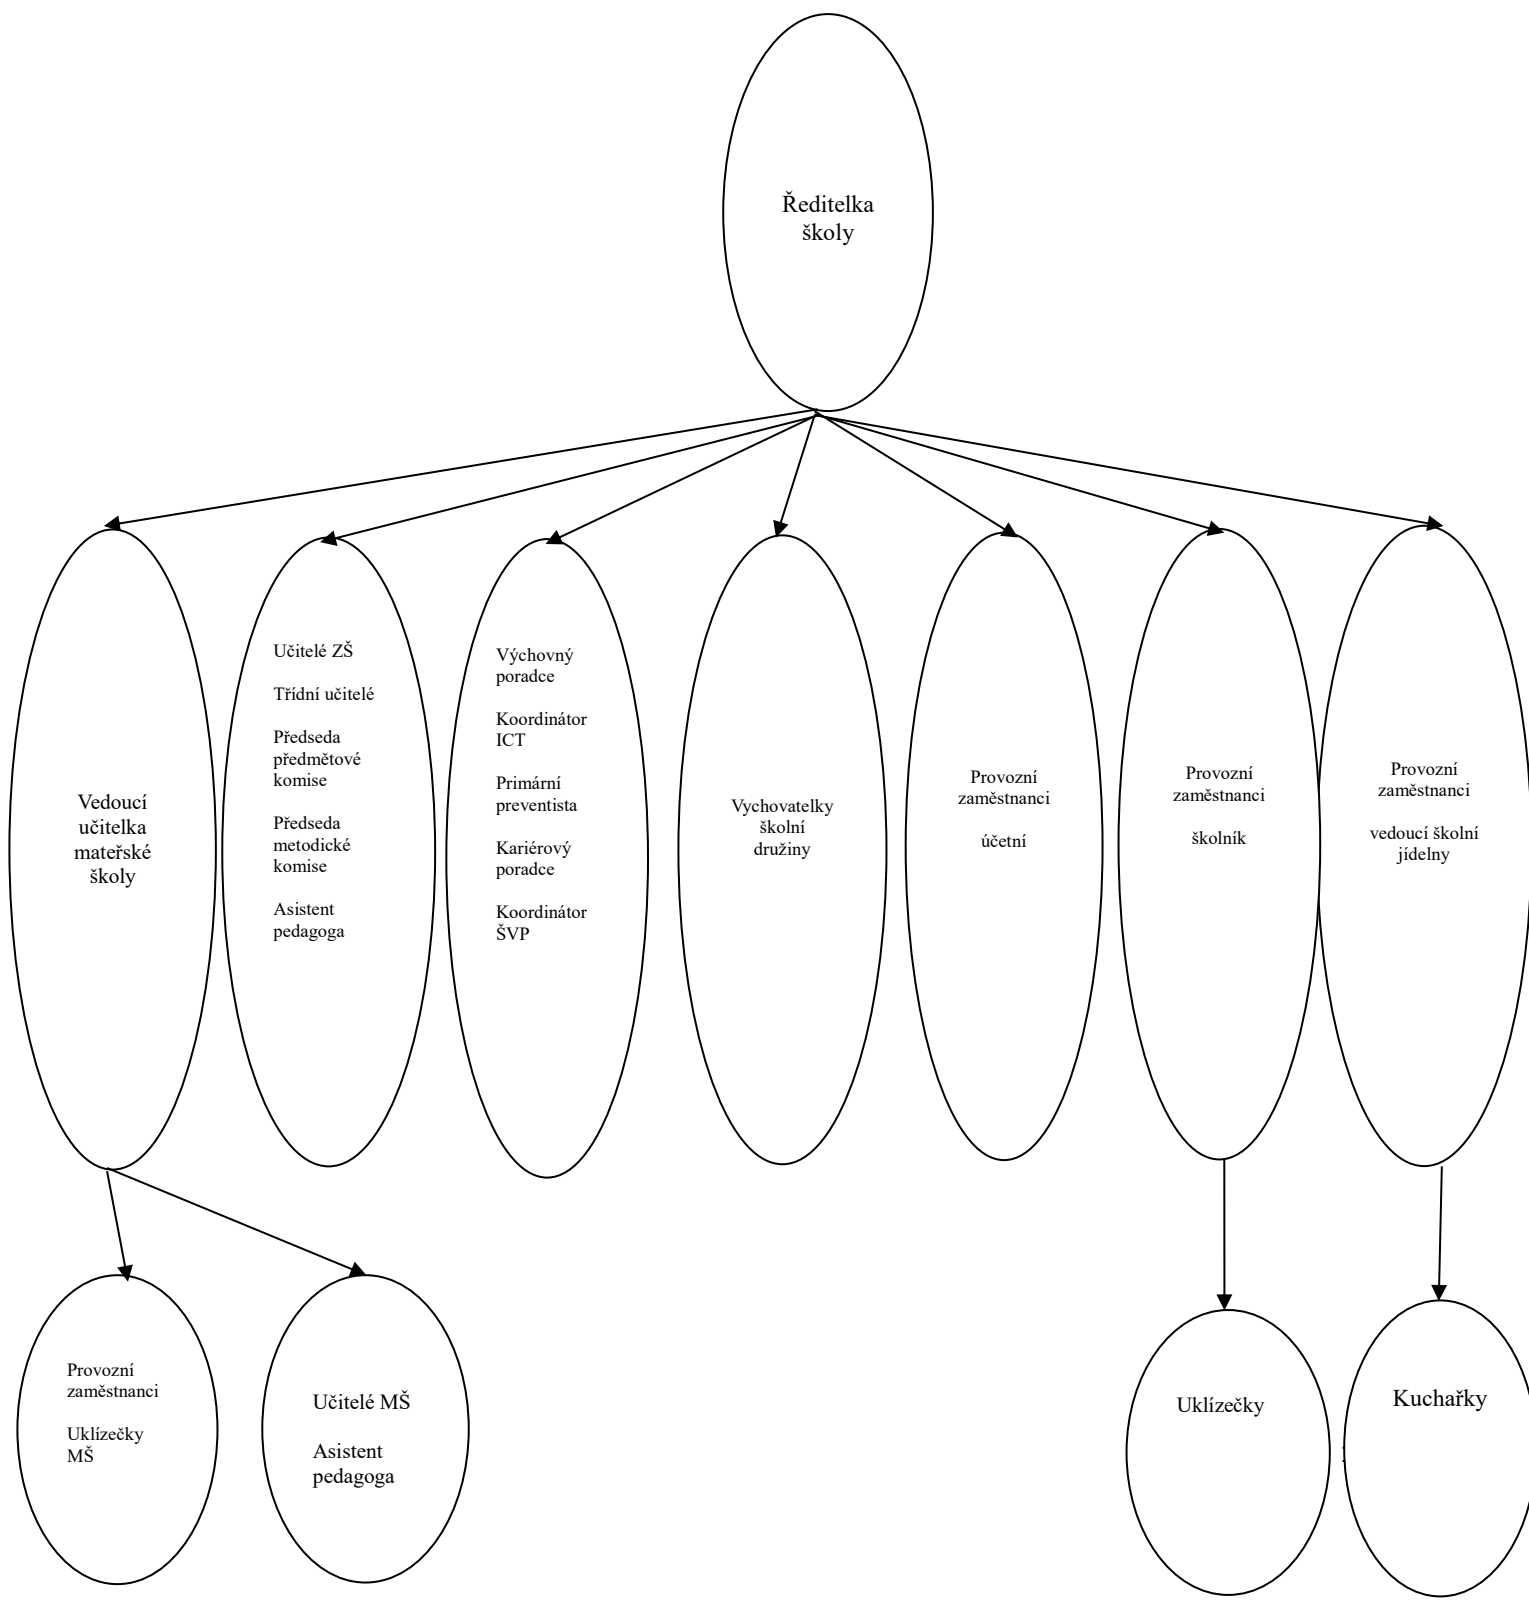 Ředitelka
školy
Vedoucí
učitelka
mateřské
školy
Učitelé ZŠ
Třídní učitelé
Předseda
předmětové
komise
Předseda
metodické
komise
Asistent
pedagoga
Výchovný
poradce
Koordinátor
ICT
Primární
preventista
Kariérový
poradce
Koordinátor
ŠVP
Vychovatelky
školní
družiny
Provozní
zaměstnanci
účetní
Provozní
zaměstnanci
školník
Provozní
zaměstnanci
vedoucí školní
jídelny
Provozní
zaměstnanci
Uklízečky
MŠ
Učitelé MŠ
Asistent
pedagoga
Uklízečky
Kuchařky